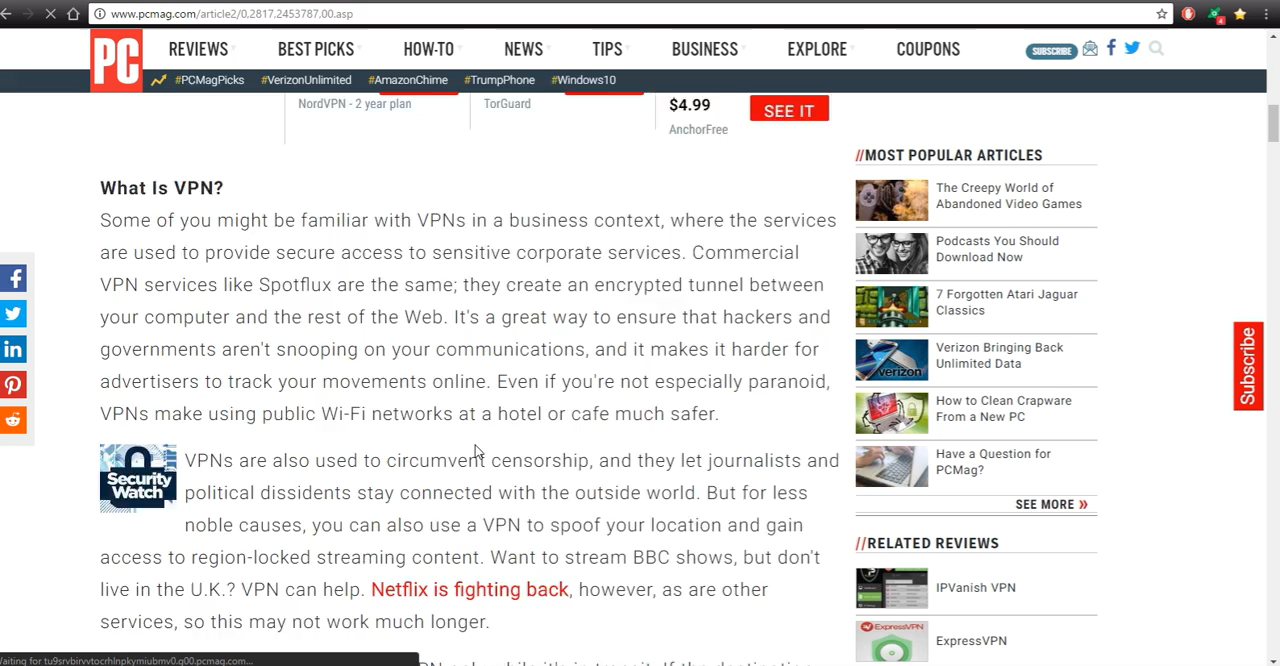 www.pcmag.com/article2/0,2817,2453787,00.asp
4
PC
REVIEWS
BEST PICKS
HOW-TO
NEWS
TIPS
BUSINESS
EXPLORE
COUPONS
SUBSCRIBE
#PCMagPicks
#VerizonUnlimited
#AmazonChime
#TrumpPhone
#Windows10
NordVPN - 2 year plan
TorGuard
$4.99
AnchorFree
SEE IT
What Is VPN?
Some of you might be familiar with VPNs in a business context, where the services
are used to provide secure access to sensitive corporate services. Commercial
VPN services like Spotflux are the same; they create an encrypted tunnel between
your computer and the rest of the Web. It's a great way to ensure that hackers and
governments aren't snooping on your communications, and it makes it harder for
advertisers to track your movements online. Even if you're not especially paranoid,
VPNs make using public Wi-Fi networks at a hotel or cafe much safer.
Security
Watch
VPNs are also used to circumvent censorship, and they let journalists and
political dissidents stay connected with the outside world. But for less
noble causes, you can also use a VPN to spoof your location and gain
access to region-locked streaming content. Want to stream BBC shows, but don't
live in U.K.? VPN can help. Netflix is fighting back, however, as are other
services, so this may not work much longer.
//MOST POPULAR ARTICLES
The Creepy World of
Abandoned Video Games
Podcasts You Should
Download Now
7 Forgotten Atari Jaguar
Classics
verizon
Verizon Bringing Back
Unlimited Data
How to Clean Crapware
From a New PC
Have a Question for
PCMag?
SEE MORE »
//RELATED REVIEWS
IPVanish VPN
ExpressVPN
ExpressVPN
Subscribe